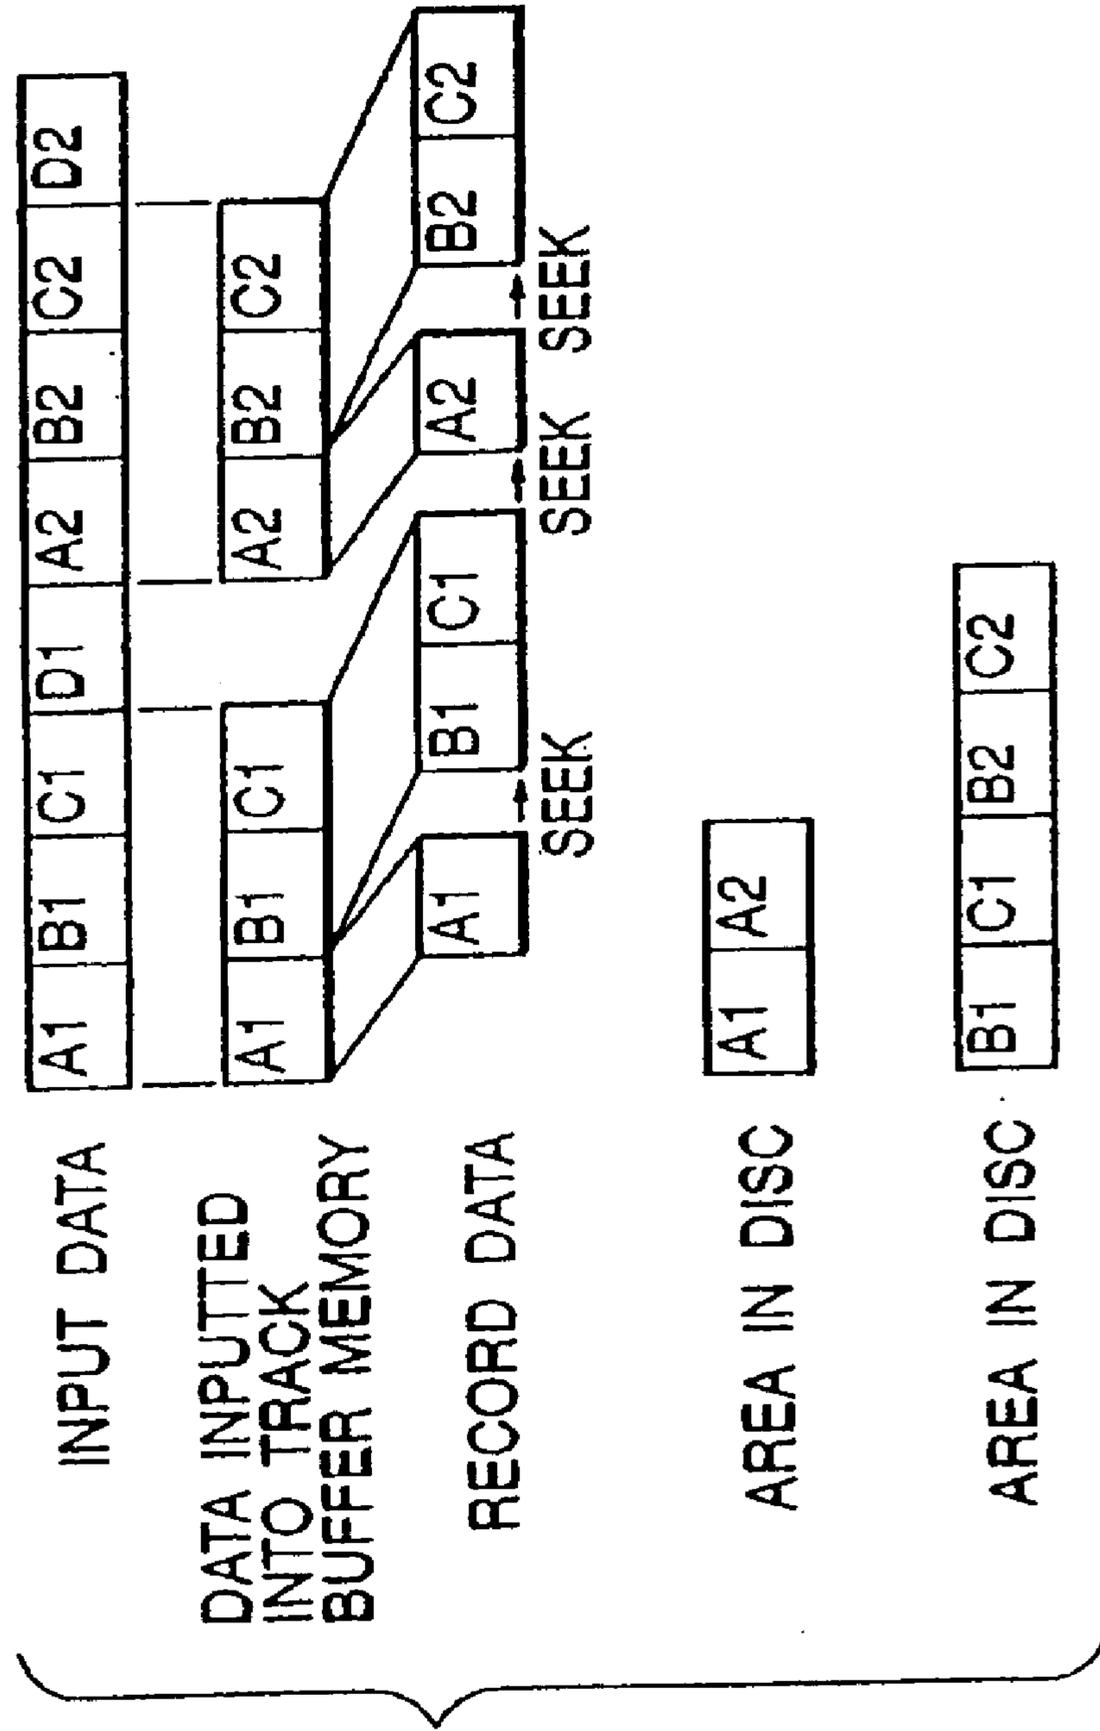 INPUT DATA
A1 B1 C1 D1 A2 B2 C2 D2
DATA INPUTTED
INTO TRACK
BUFFER MEMORY
A1 B1 C1
A2 B2 C2
RECORD DATA
A1
B1 C1
A2
B2 C2
SEEK
SEEK
SEEK
AREA IN DISC
A1 A2
AREA IN DISC
B1 C1 B2 C2